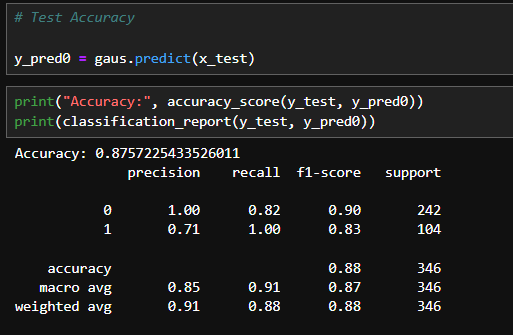 # Test Accuracy
y_pred0 = gaus.predict(x_test)
print("Accuracy:", accuracy_score(y_test, y_pred0))
print(classification_report(y_test, y_pred0))
Accuracy: 0.8757225433526011
precision recall f1-score support
0 1.00 0.82 0.90 242
1 0.71 1.00 0.83 104
accuracy 0.88 346
macro avg 0.85 0.91 0.87 346
weighted avg 0.91 0.88 0.88 346